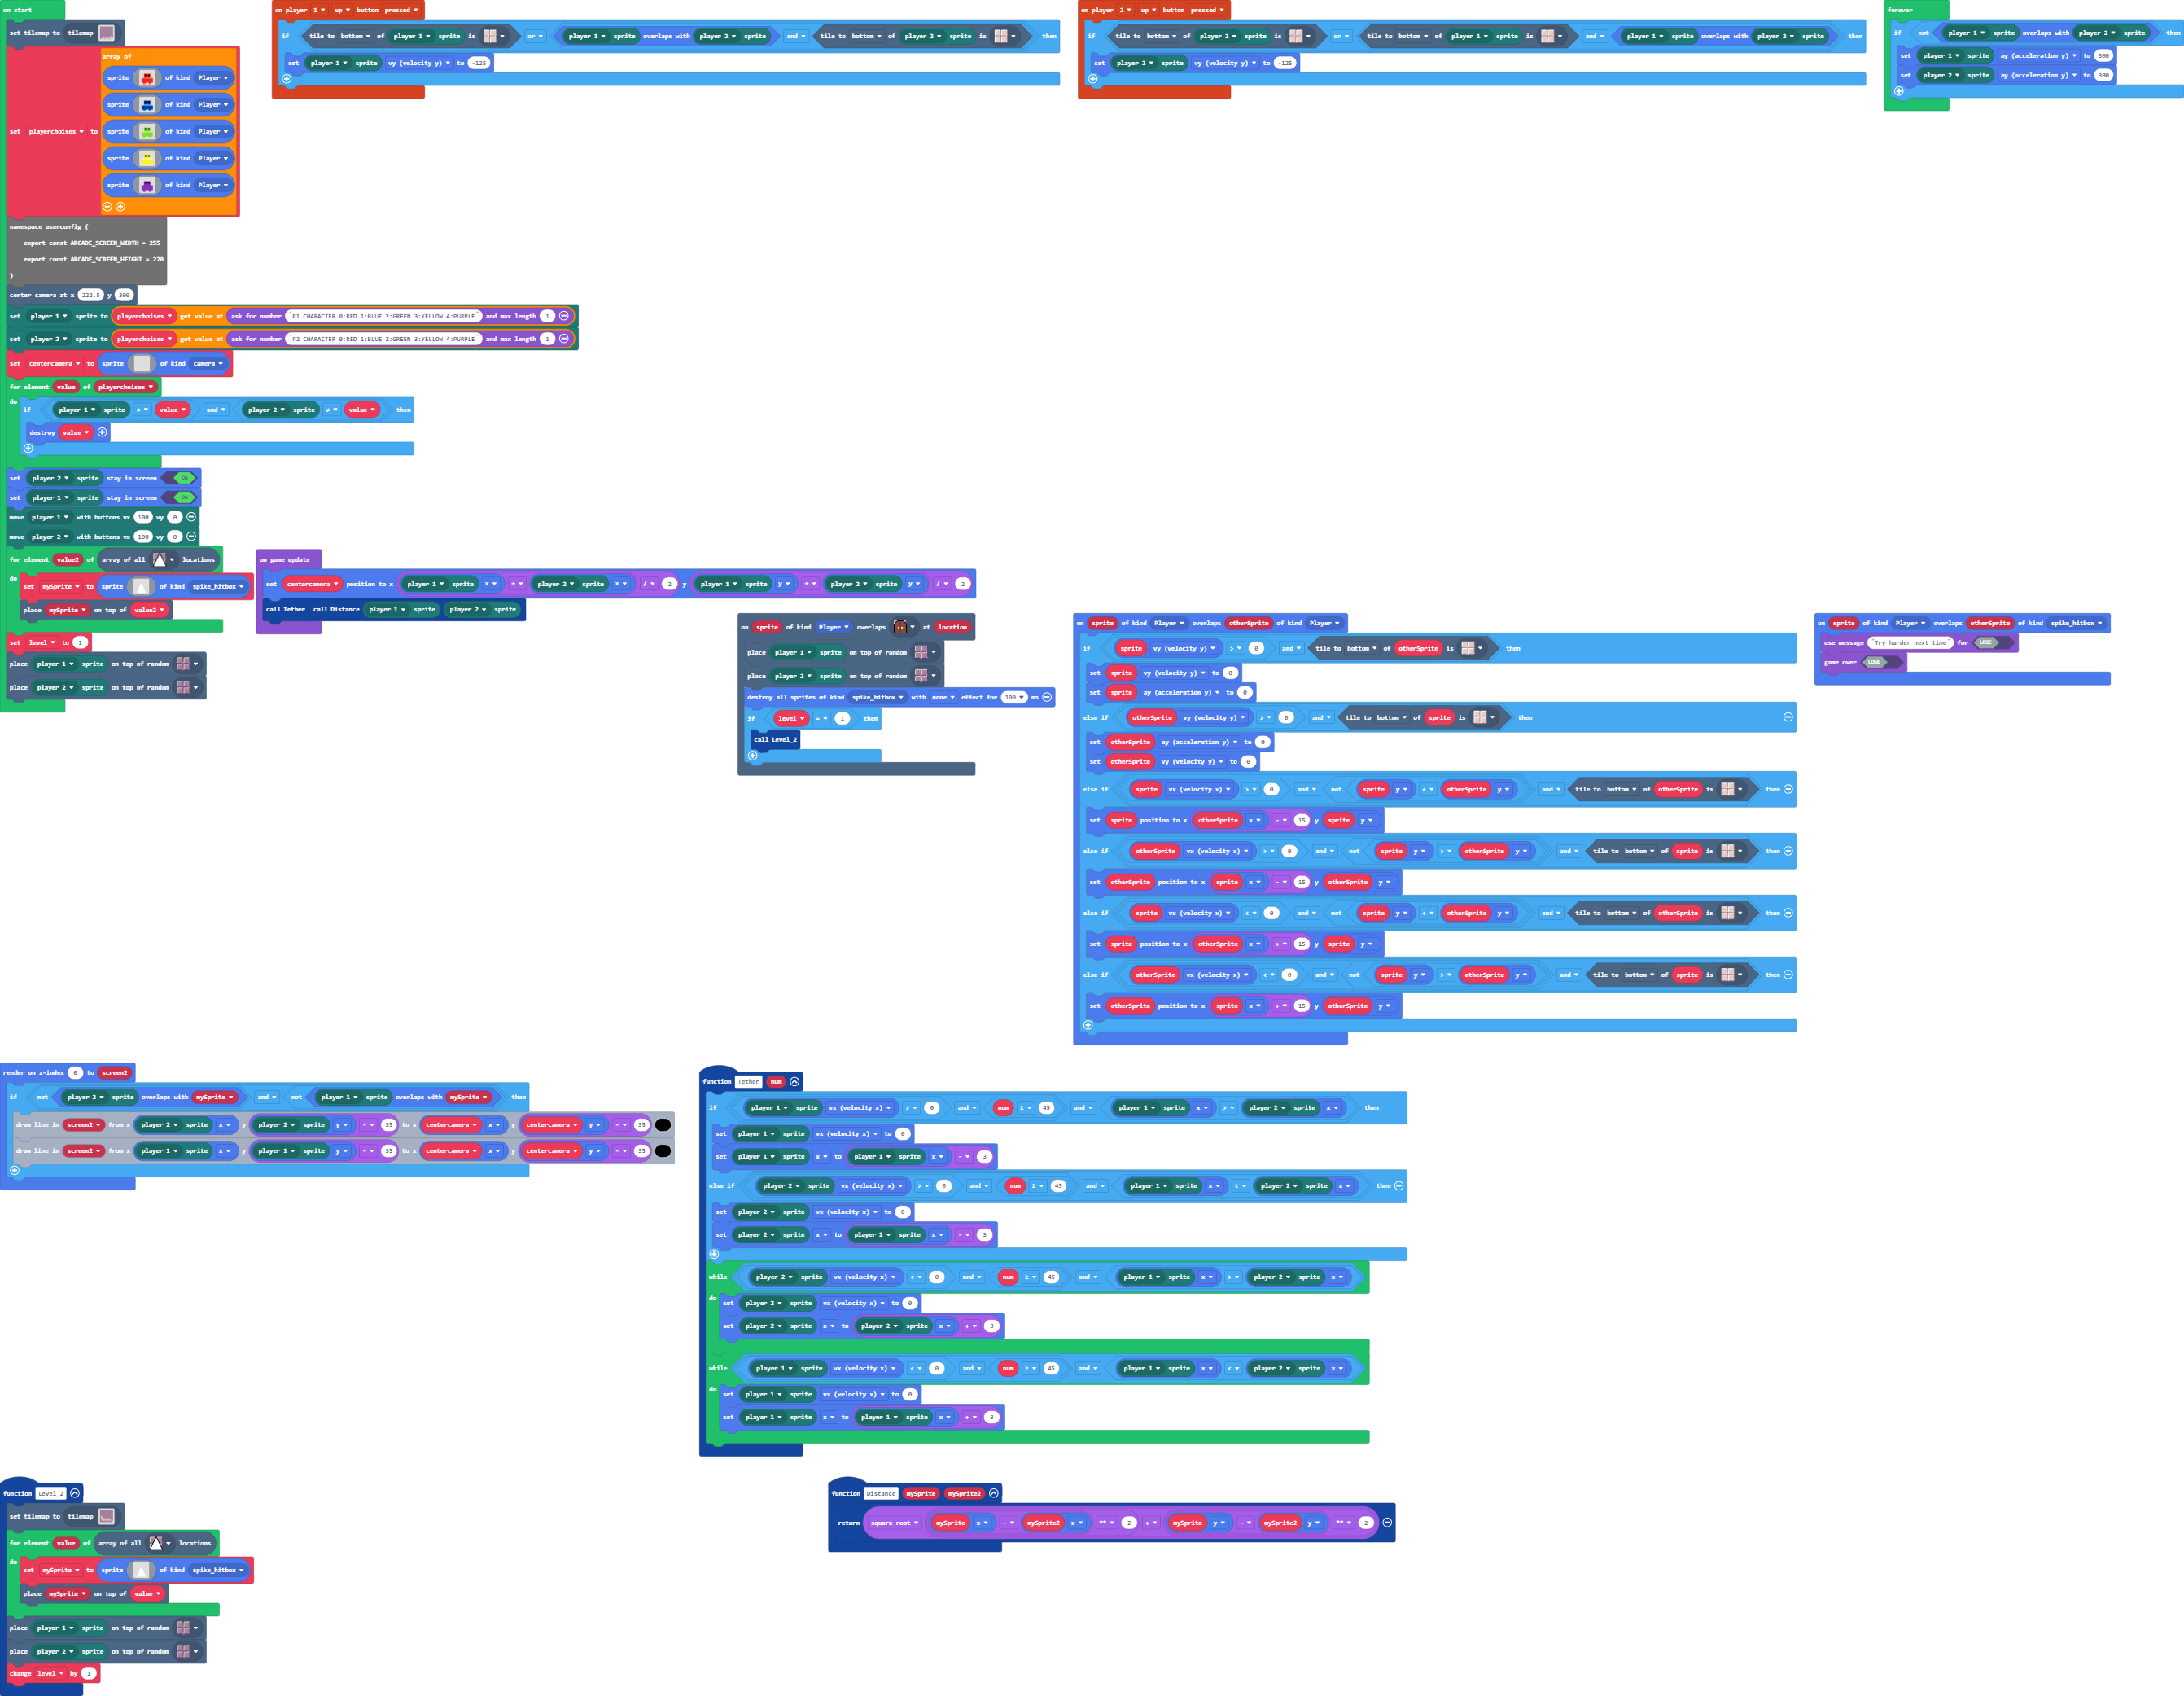 on start
set tilemap to tilemap
set playerchoises to
array of
sprite of kind Player
sprite of kind Player
sprite of kind Player
sprite of kind Player
sprite of kind Player
namespace userconfig {
export const ARCADE_SCREEN_WIDTH = 255
export const ARCADE_SCREEN_HEIGHT = 220
}
center camera at x 222.5 y 300
set player 1 sprite to playerchoises get value at ask for number "P1 CHARACTER 0:RED 1:BLUE 2:GREEN 3:YELLOW 4:PURPLE" and max length 1
set player 2 sprite to playerchoises get value at ask for number "P2 CHARACTER 0:RED 1:BLUE 2:GREEN 3:YELLOW 4:PURPLE" and max length 1
set centercamera to sprite of kind camera
for element value of playerchoises
do
if player 1 sprite ≠ value and player 2 sprite ≠ value then
destroy value
set player 2 sprite stay in screen ON
set player 1 sprite stay in screen ON
move player 1 with buttons vx 100 vy 0
move player 2 with buttons vx 100 vy 0
for element value2 of array of all locations
do
set mySprite to sprite of kind spike_hitbox
place mySprite on top of value2
set level to 1
place player 1 sprite on top of random
place player 2 sprite on top of random
on player 1 up button pressed
if tile to bottom of player 1 sprite is or player 1 sprite overlaps with player 2 sprite and tile to bottom of player 2 sprite is then
set player 1 sprite vy (velocity y) to -125
on player 2 up button pressed
if tile to bottom of player 2 sprite is or tile to bottom of player 1 sprite is and player 1 sprite overlaps with player 2 sprite then
set player 2 sprite vy (velocity y) to -125
forever
if not player 1 sprite overlaps with player 2 sprite then
set player 1 sprite ay (acceleration y) to 300
set player 2 sprite ay (acceleration y) to 300
on game update
set centercamera position to x player 1 sprite x + player 2 sprite x / 2 y player 1 sprite y + player 2 sprite y / 2
call Tether call Distance player 1 sprite player 2 sprite
on sprite of kind Player overlaps at location
place player 1 sprite on top of random
place player 2 sprite on top of random
destroy all sprites of kind spike_hitbox with none effect for 100 ms
if level = 1 then
call Level_2
on sprite of kind Player overlaps otherSprite of kind Player
if sprite vy (velocity y) > 0 and tile to bottom of otherSprite is then
set sprite vy (velocity y) to 0
set sprite ay (acceleration y) to 0
else if otherSprite vy (velocity y) > 0 and tile to bottom of sprite is then
set otherSprite ay (acceleration y) to 0
set otherSprite vy (velocity y) to 0
else if sprite vx (velocity x) > 0 and not sprite y < otherSprite y and tile to bottom of otherSprite is then
set sprite position to x otherSprite x - 15 y sprite y
else if otherSprite vx (velocity x) > 0 and not sprite y > otherSprite y and tile to bottom of sprite is then
set otherSprite position to x sprite x - 15 y otherSprite y
else if sprite vx (velocity x) < 0 and not sprite y < otherSprite y and tile to bottom of otherSprite is then
set sprite position to x otherSprite x + 15 y sprite y
else if otherSprite vx (velocity x) < 0 and not sprite y > otherSprite y and tile to bottom of sprite is then
set otherSprite position to x sprite x + 15 y otherSprite y
on sprite of kind Player overlaps otherSprite of kind spike_hitbox
use message "Try harder next time" for LOSE
game over LOSE
render on z-index 0 to screen2
if not player 2 sprite overlaps with mySprite and not player 1 sprite overlaps with mySprite then
draw line in screen2 from x player 2 sprite x y player 2 sprite y - 35 to x centercamera x y centercamera y - 35
draw line in screen2 from x player 1 sprite x y player 1 sprite y - 35 to x centercamera x y centercamera y - 35
function Tether num
if player 1 sprite vx (velocity x) > 0 and num ≥ 45 and player 1 sprite x > player 2 sprite x then
set player 1 sprite vx (velocity x) to 0
set player 1 sprite x to player 1 sprite x - 3
else if player 2 sprite vx (velocity x) > 0 and num ≥ 45 and player 1 sprite x < player 2 sprite x then
set player 2 sprite vx (velocity x) to 0
set player 2 sprite x to player 2 sprite x - 3
while player 2 sprite vx (velocity x) < 0 and num ≥ 45 and player 1 sprite x > player 2 sprite x
do
set player 2 sprite vx (velocity x) to 0
set player 2 sprite x to player 2 sprite x + 3
while player 1 sprite vx (velocity x) < 0 and num ≥ 45 and player 1 sprite x < player 2 sprite x
do
set player 1 sprite vx (velocity x) to 0
set player 1 sprite x to player 1 sprite x + 3
function Level_2
set tilemap to tilemap
for element value of array of all locations
do
set mySprite to sprite of kind spike_hitbox
place mySprite on top of value
place player 1 sprite on top of random
place player 2 sprite on top of random
change level by 1
function Distance mySprite mySprite2
return square root mySprite x - mySprite2 x ** 2 + mySprite y - mySprite2 y ** 2